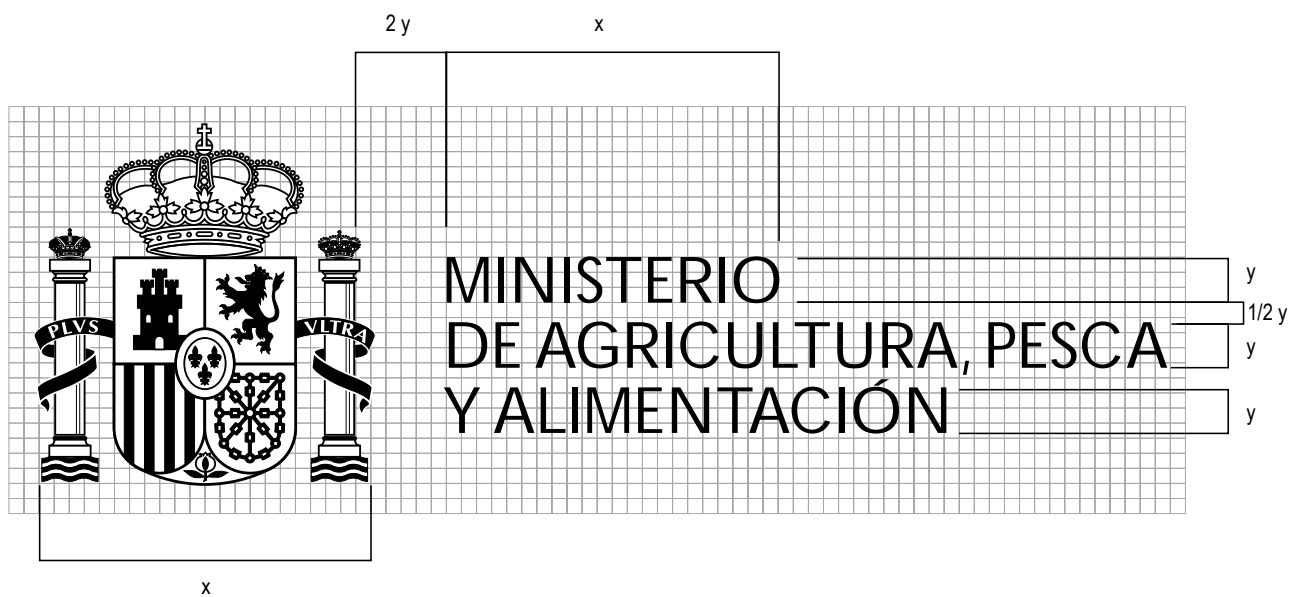 2 y
x
PLVS
VLTRA
MINISTERIO
DE AGRICULTURA, PESCA
Y ALIMENTACIÓN
y
1/2 y
y
y
x